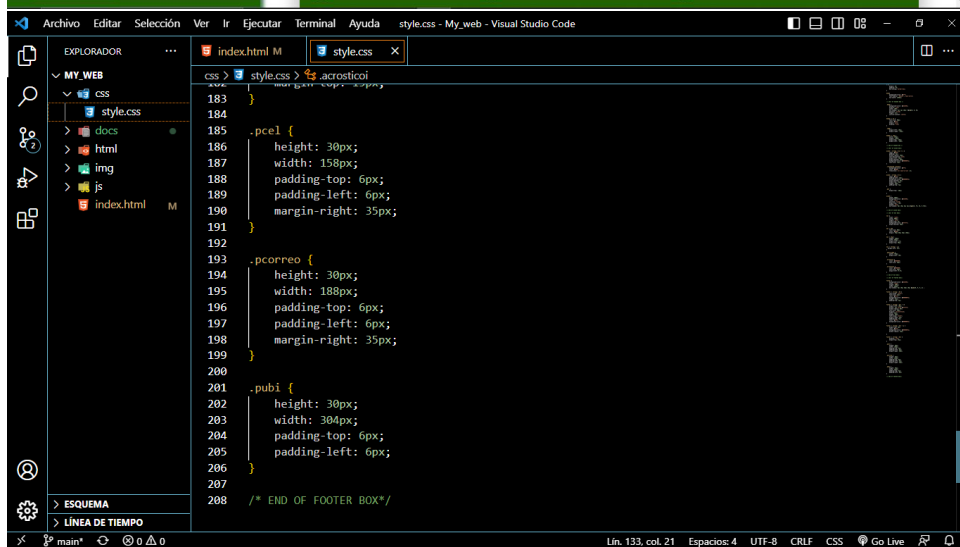 Archivo Editar Selección Ver Ir Ejecutar Terminal Ayuda style.css - My_web - Visual Studio Code
EXPLORADOR ···
index.html M
style.css
MY_WEB
css > style.css > .acrosticoi
css
style.css
docs
html
img
js
index.html M
182 margin-top: 15px;
183 }
184
185 .pcel {
186 height: 30px;
187 width: 158px;
188 padding-top: 6px;
189 padding-left: 6px;
190 margin-right: 35px;
191 }
192
193 .pcorreo {
194 height: 30px;
195 width: 188px;
196 padding-top: 6px;
197 padding-left: 6px;
198 margin-right: 35px;
199 }
200
201 .pubi {
202 height: 30px;
203 width: 304px;
204 padding-top: 6px;
205 padding-left: 6px;
206 }
207
208 /* END OF FOOTER BOX*/
2
ESQUEMA
LÍNEA DE TIEMPO
main* 0 0 Lín. 133, col. 21 Espacios: 4 UTF-8 CRLF CSS Go Live